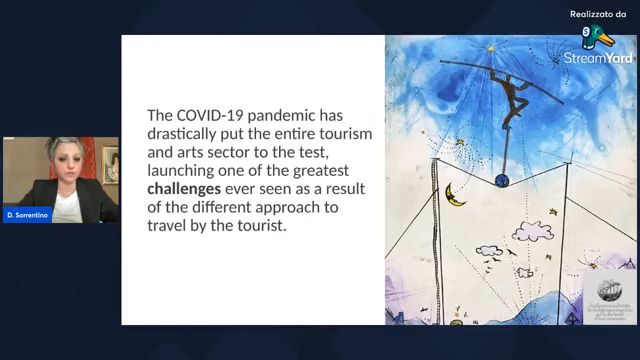 Realizzato da
StreamYard
The COVID-19 pandemic has
drastically put the entire tourism
and arts sector to the test,
launching one of the greatest
challenges ever seen as a result
of the different approach to
travel by the tourist.
D. Sorrentino